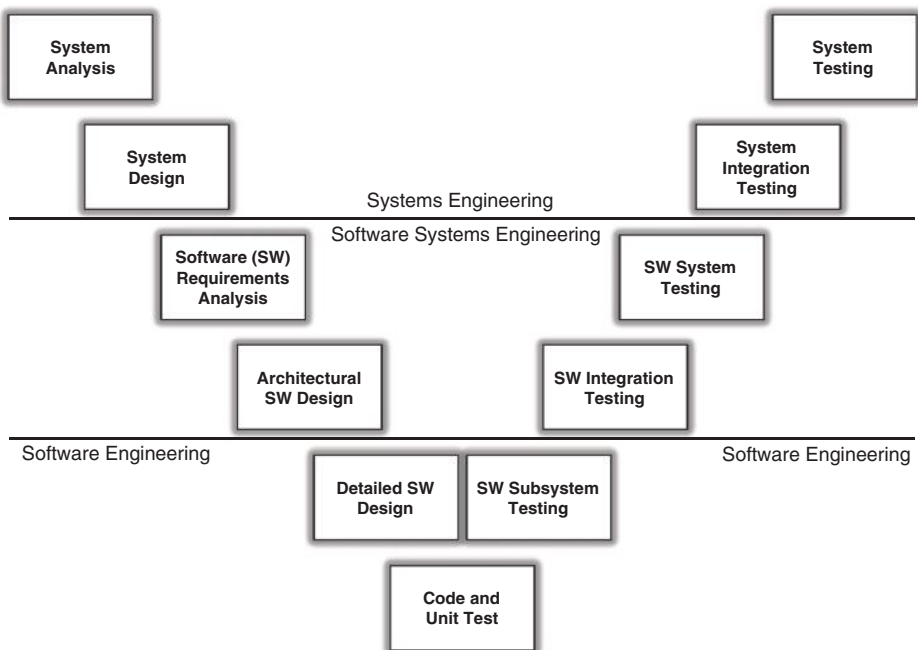 System
Analysis
System
Testing
System
Design
System
Integration
Testing
Systems Engineering
Software Systems Engineering
Software (SW)
Requirements
Analysis
SW System
Testing
Architectural
SW Design
SW Integration
Testing
Software Engineering
Software Engineering
Detailed SW
Design
SW Subsystem
Testing
Code and
Unit Test